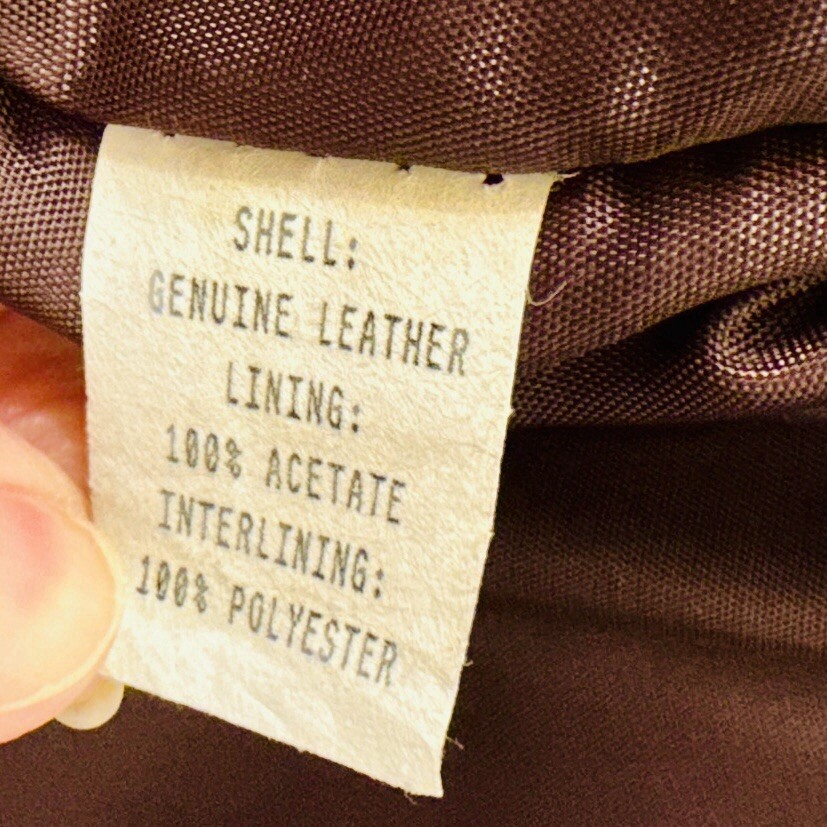 SHELL:
GENUINE LEATHER
LINING:
100% ACETATE
INTERLINING:
100% POLYESTER